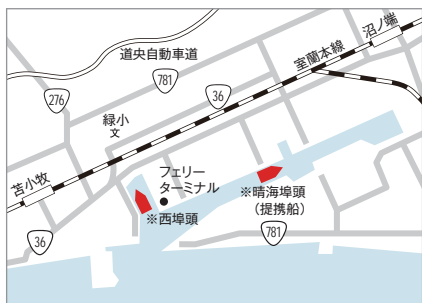 道央自動車道
781
276
36
室蘭本線
沼ノ端
緑小
文
苫小牧
フェリー
ターミナル
※晴海埠頭
(提携船)
※西埠頭
781
36